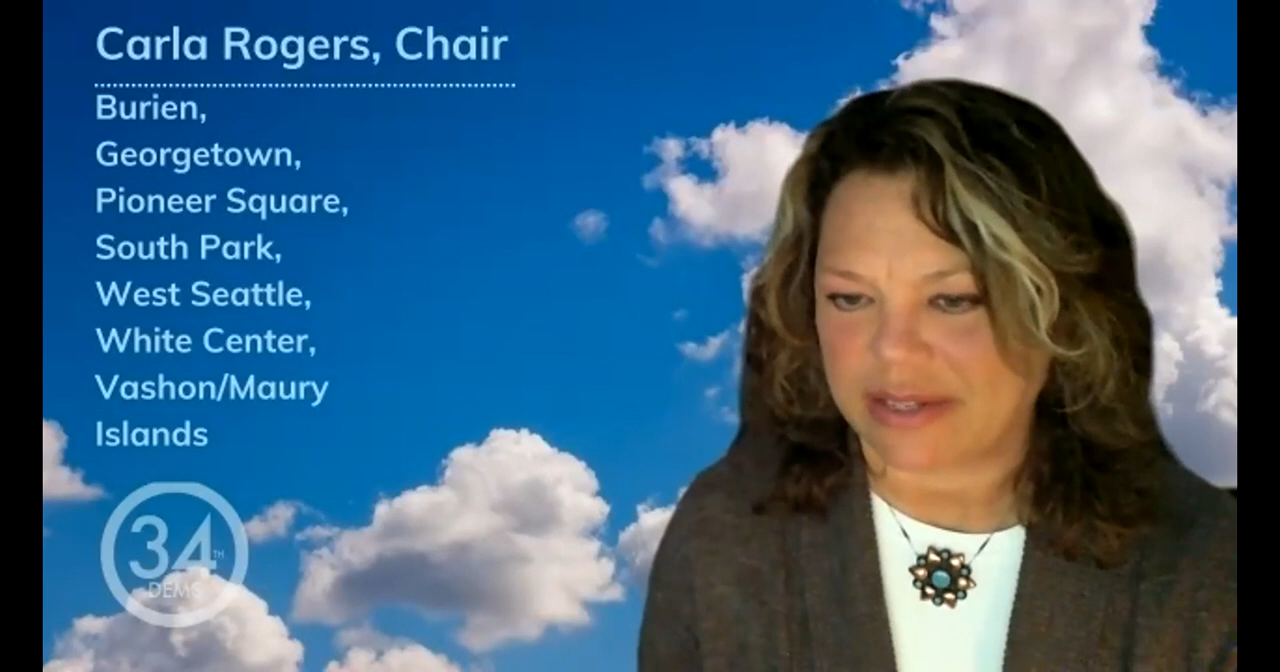 Carla Rogers, Chair
Burien,
Georgetown,
Pioneer Square,
South Park,
West Seattle,
White Center,
Vashon/Maury
Islands
34TH
DEMS